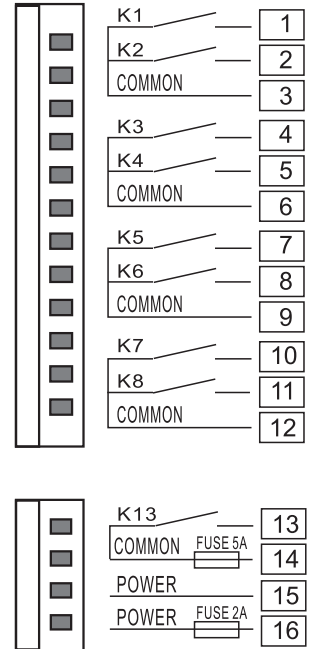 K1 1
K2 2
COMMON 3
K3 4
K4 5
COMMON 6
K5 7
K6 8
COMMON 9
K7 10
K8 11
COMMON 12
K13 13
COMMON FUSE 5A 14
POWER 15
POWER FUSE 2A 16